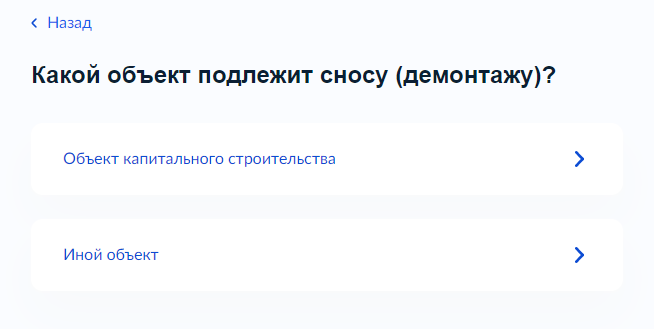 Назад
Какой объект подлежит сносу (демонтажу)?
Объект капитального строительства
Иной объект